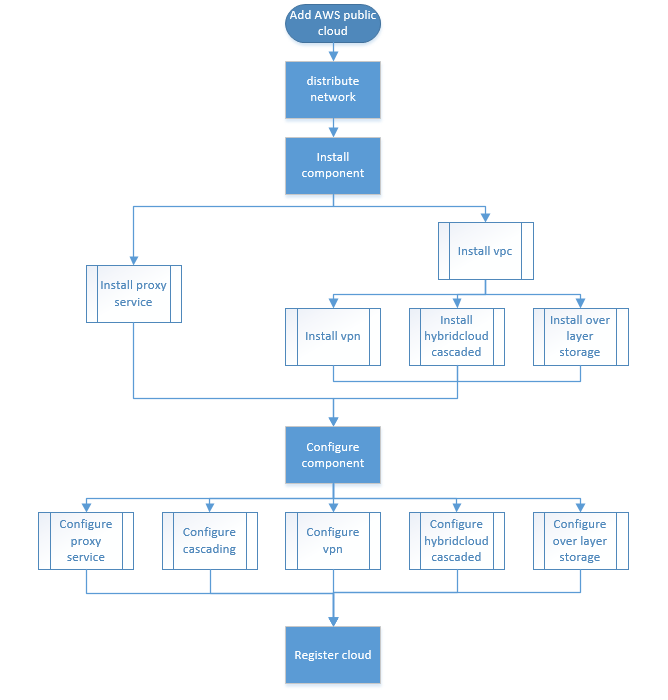 Add AWS public
cloud
distribute
network
Install
component
Install vpc
Install proxy
service
Install vpn
Install
hybridcloud
cascaded
Install over
layer
storage
Configure
component
Configure
proxy
service
Configure
cascading
Configure
vpn
Configure
hybridcloud
cascaded
Configure
over layer
storage
Register cloud